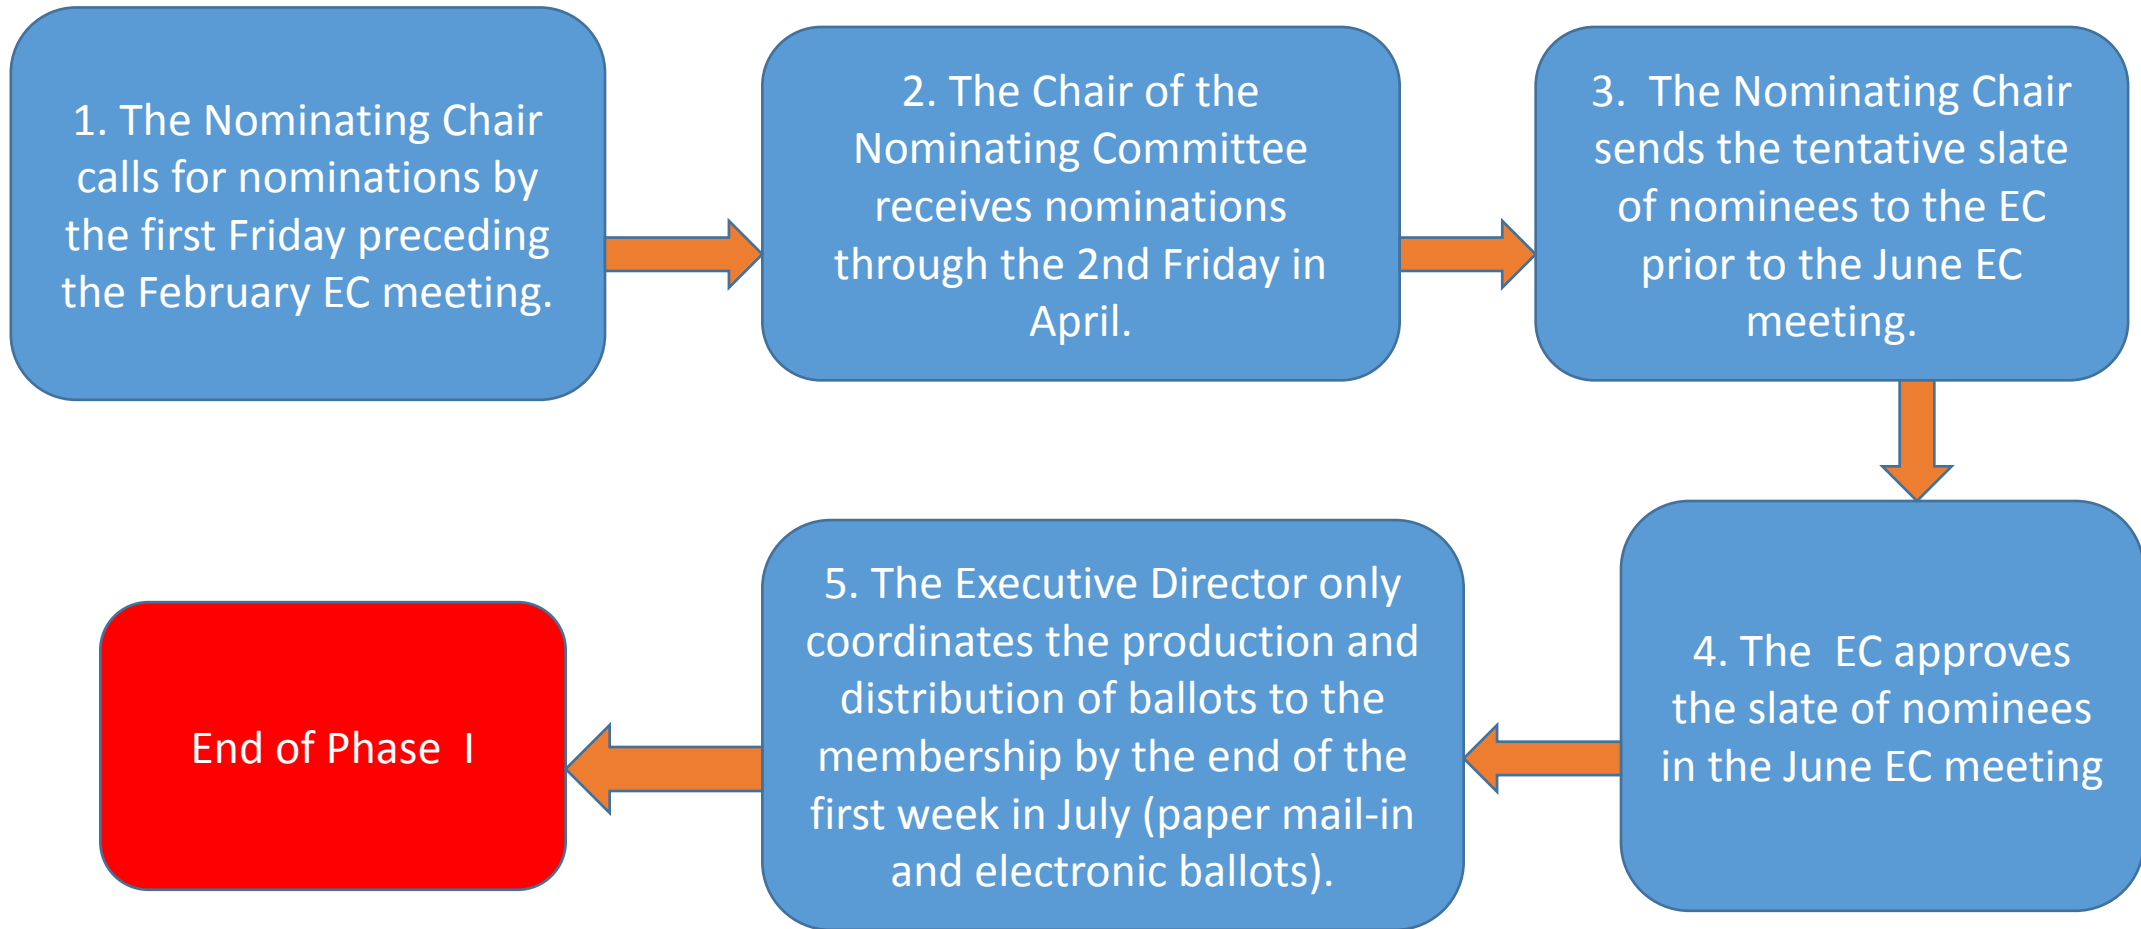 1. The Nominating Chair
calls for nominations by
the first Friday preceding
the February EC meeting.
2. The Chair of the
Nominating Committee
receives nominations
through the 2nd Friday in
April.
3.  The Nominating Chair
sends the tentative slate
of nominees to the EC
prior to the June EC
meeting.
4. The  EC approves
the slate of nominees
in the June EC meeting
5. The Executive Director only
coordinates the production and
distribution of ballots to the
membership by the end of the
first week in July (paper mail-in
and electronic ballots).
End of Phase  I